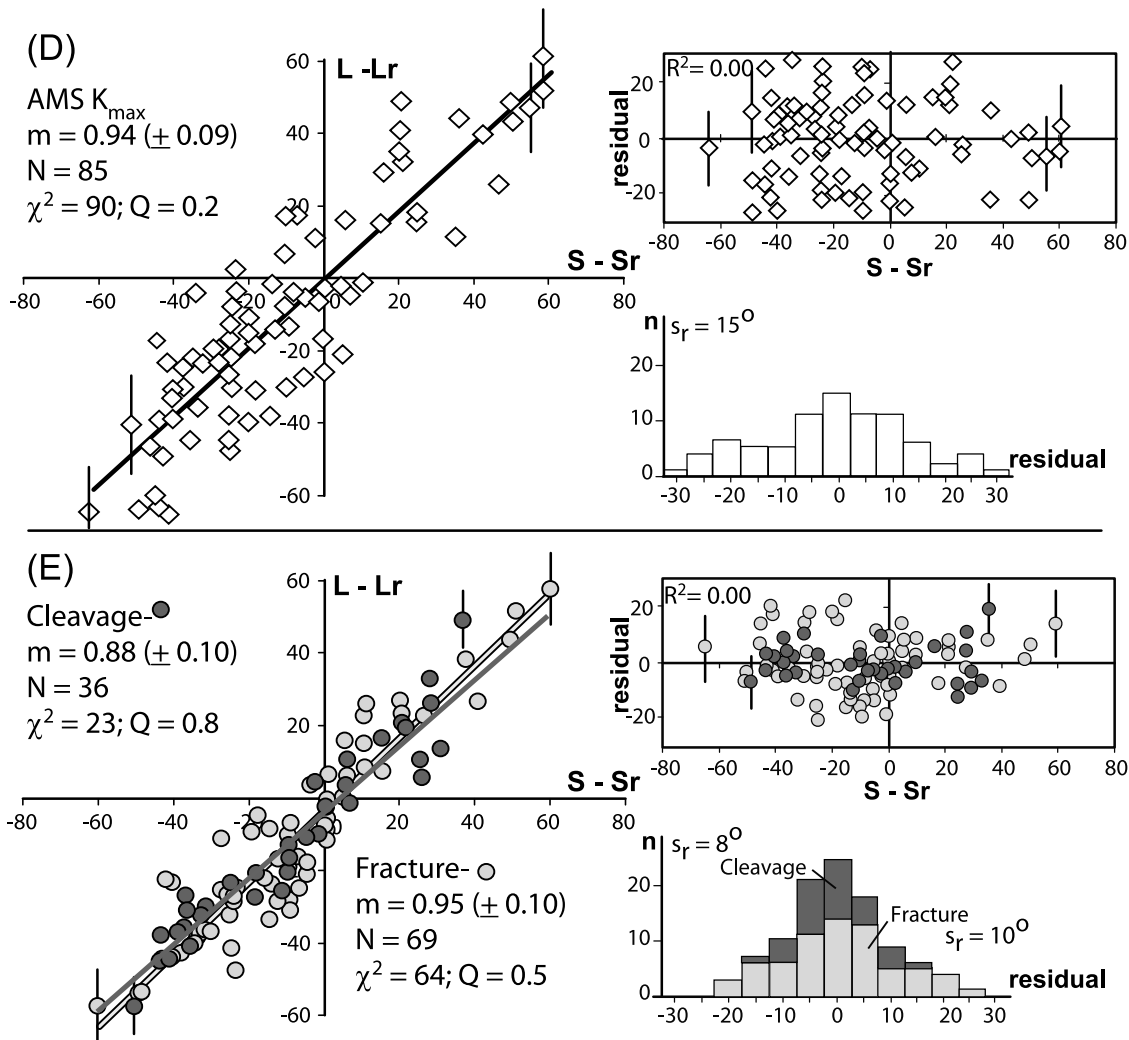 (D)
AMS Kmax
m = 0.94 (± 0.09)
N = 85
χ² = 90; Q = 0.2
L -Lr
60
40
20
-20
-40
-60
S - Sr
-80 -60 -40 -20 0 20 40 60 80
R²= 0.00
residual
20
0
-20
-80 -60 -40 -20 0 20 40 60 80
S - Sr
n
sr = 15o
20
10
0
-30 -20 -10 0 10 20 30
residual
(E)
Cleavage-
m = 0.88 (± 0.10)
N = 36
χ² = 23; Q = 0.8
L - Lr
60
40
20
-20
-40
-60
S - Sr
-80 -60 -40 -20 0 20 40 60 80
Fracture-
m = 0.95 (± 0.10)
N = 69
χ² = 64; Q = 0.5
R²= 0.00
residual
20
0
-20
-80 -60 -40 -20 0 20 40 60 80
S - Sr
n
sr = 8o
Cleavage
Fracture
sr = 10o
20
10
0
-30 -20 -10 0 10 20 30
residual